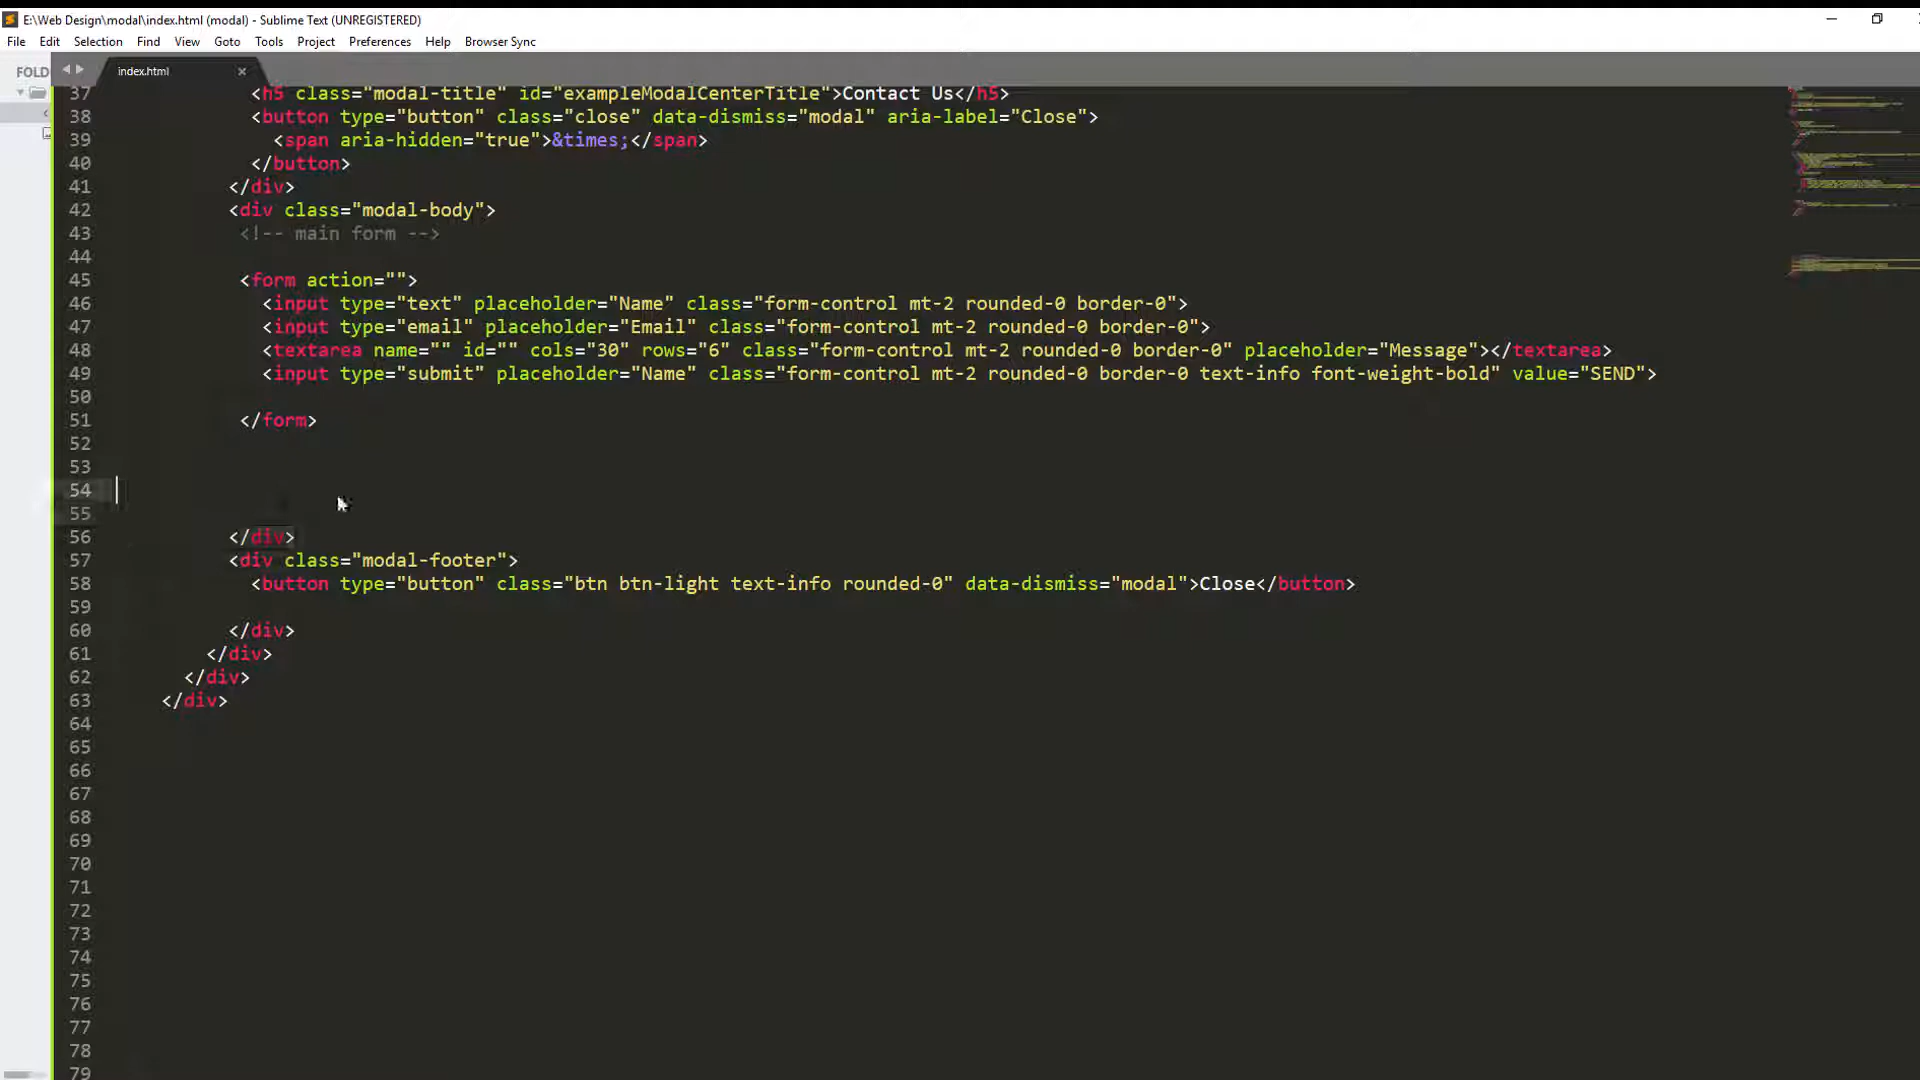 E:\Web Design\modal\index.html (modal) - Sublime Text (UNREGISTERED)
File Edit Selection Find View Goto Tools Project Preferences Help Browser Sync
FOLD
index.html
37 <h5 class="modal-title" id="exampleModalCenterTitle">Contact Us</h5>
38 <button type="button" class="close" data-dismiss="modal" aria-label="Close">
39 <span aria-hidden="true">&times;</span>
40 </button>
41 </div>
42 <div class="modal-body">
43 <!-- main form -->
44
45 <form action="">
46 <input type="text" placeholder="Name" class="form-control mt-2 rounded-0 border-0">
47 <input type="email" placeholder="Email" class="form-control mt-2 rounded-0 border-0">
48 <textarea name="" id="" cols="30" rows="6" class="form-control mt-2 rounded-0 border-0" placeholder="Message"></textarea>
49 <input type="submit" placeholder="Name" class="form-control mt-2 rounded-0 border-0 text-info font-weight-bold" value="SEND">
50
51 </form>
52
53
54
55
56 </div>
57 <div class="modal-footer">
58 <button type="button" class="btn btn-light text-info rounded-0" data-dismiss="modal">Close</button>
59
60 </div>
61 </div>
62 </div>
63 </div>
64
65
66
67
68
69
70
71
72
73
74
75
76
77
78
79